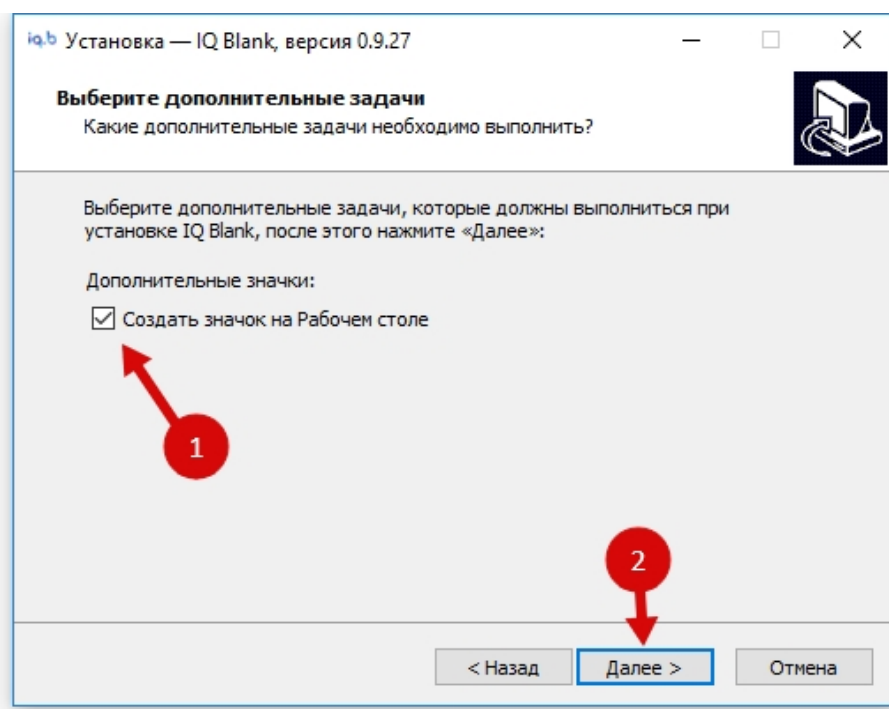 iq.b Установка — IQ Blank, версия 0.9.27
Выберите дополнительные задачи
Какие дополнительные задачи необходимо выполнить?
Выберите дополнительные задачи, которые должны выполниться при
установке IQ Blank, после этого нажмите «Далее»:
Дополнительные значки:
Создать значок на Рабочем столе
1
2
< Назад Далее > Отмена